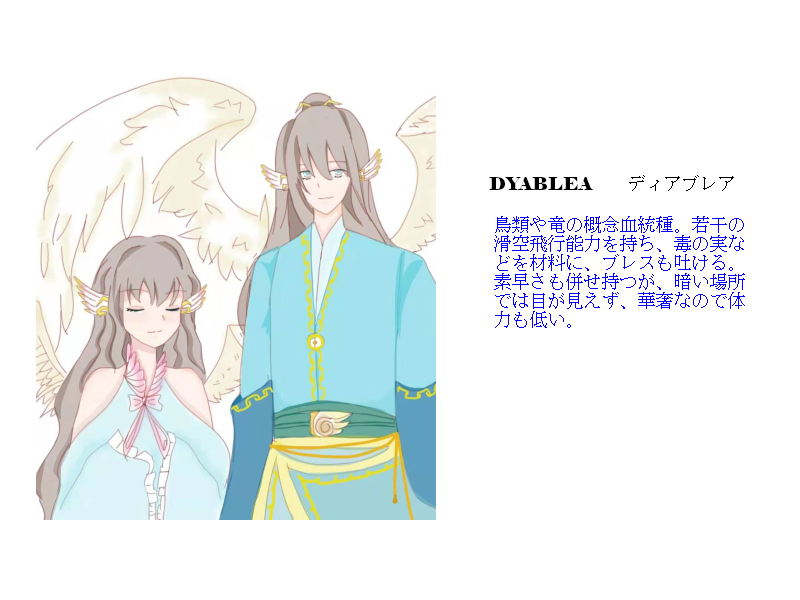 DYABLEA ディアブレア
鳥類や竜の概念血統種。若干の
滑空飛行能力を持ち、毒の実な
どを材料に、ブレスも吐ける。
素早さも併せ持つが、暗い場所
では目が見えず、華奢なので体
力も低い。